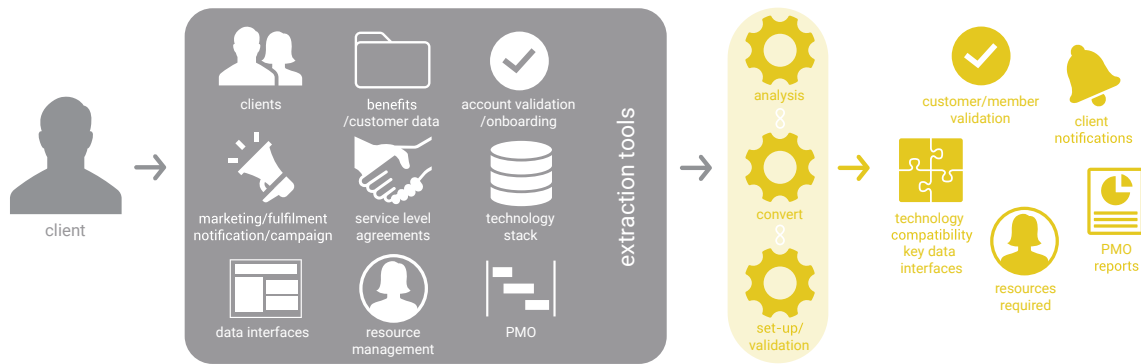 client
clients
benefits
/customer data
account validation
/onboarding
marketing/fulfilment
notification/campaign
service level
agreements
technology
stack
data interfaces
resource
management
PMO
extraction tools
analysis
convert
set-up/
validation
customer/member
validation
client
notifications
technology
compatibility
key data
interfaces
resources
required
PMO
reports